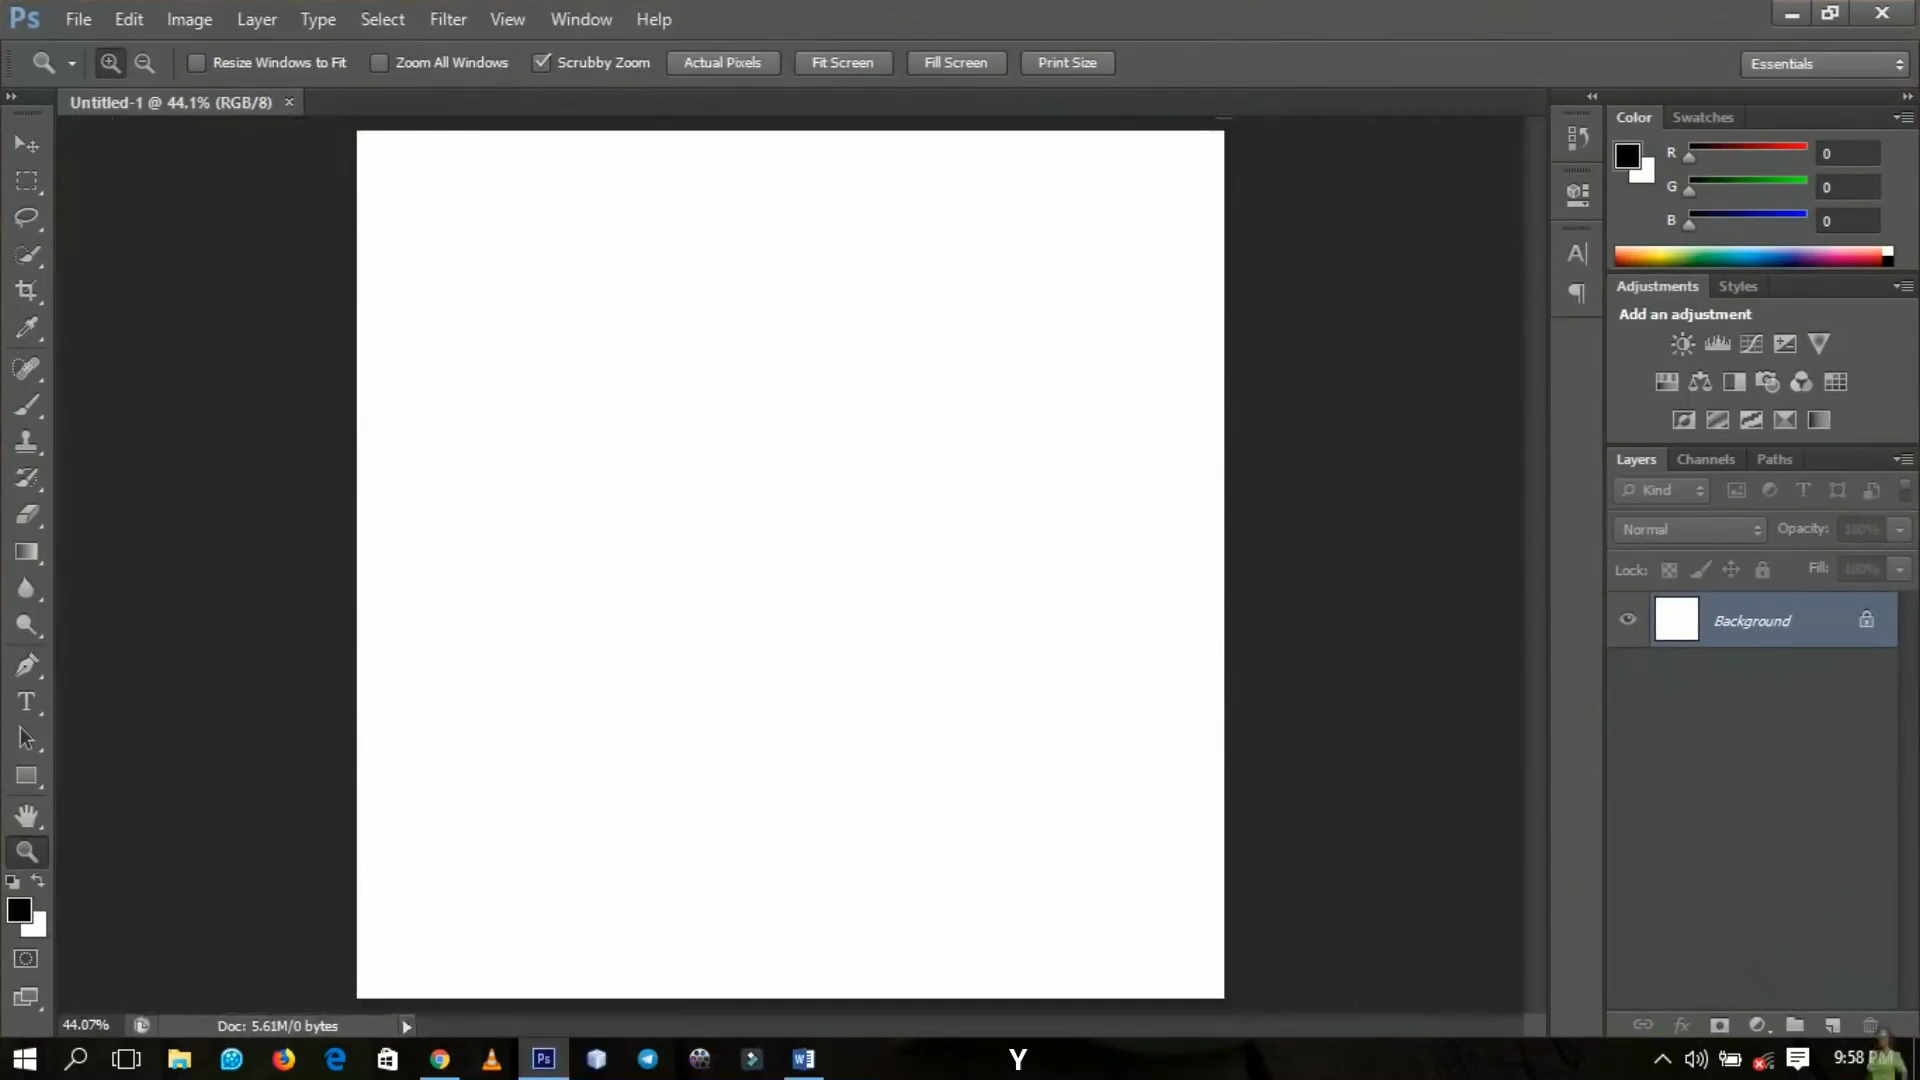 Ps File Edit Image Layer Type Select Filter View Window Help
Resize Windows to Fit Zoom All Windows Scrubby Zoom Actual Pixels Fit Screen Fill Screen Print Size Essentials
Untitled-1 @ 44.1% (RGB/8)
Color Swatches
R 0
G 0
B 0
Adjustments Styles
Add an adjustment
Layers Channels Paths
Kind
Normal Opacity: 100%
Lock: Fill: 100%
Background
44.07% Doc: 5.61M/0 bytes
Y
9:58 PM